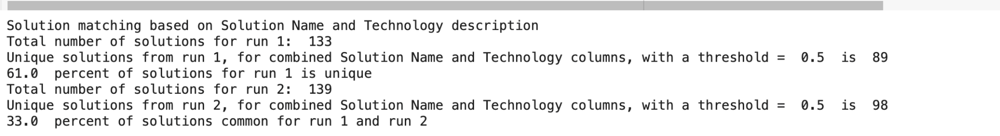 Solution matching based on Solution Name and Technology description
Total number of solutions for run 1:  133
Unique solutions from run 1, for combined Solution Name and Technology columns, with a threshold =  0.5  is  89
61.0  percent of solutions for run 1 is unique
Total number of solutions for run 2:  139
Unique solutions from run 2, for combined Solution Name and Technology columns, with a threshold =  0.5  is  98
33.0  percent of solutions common for run 1 and run 2